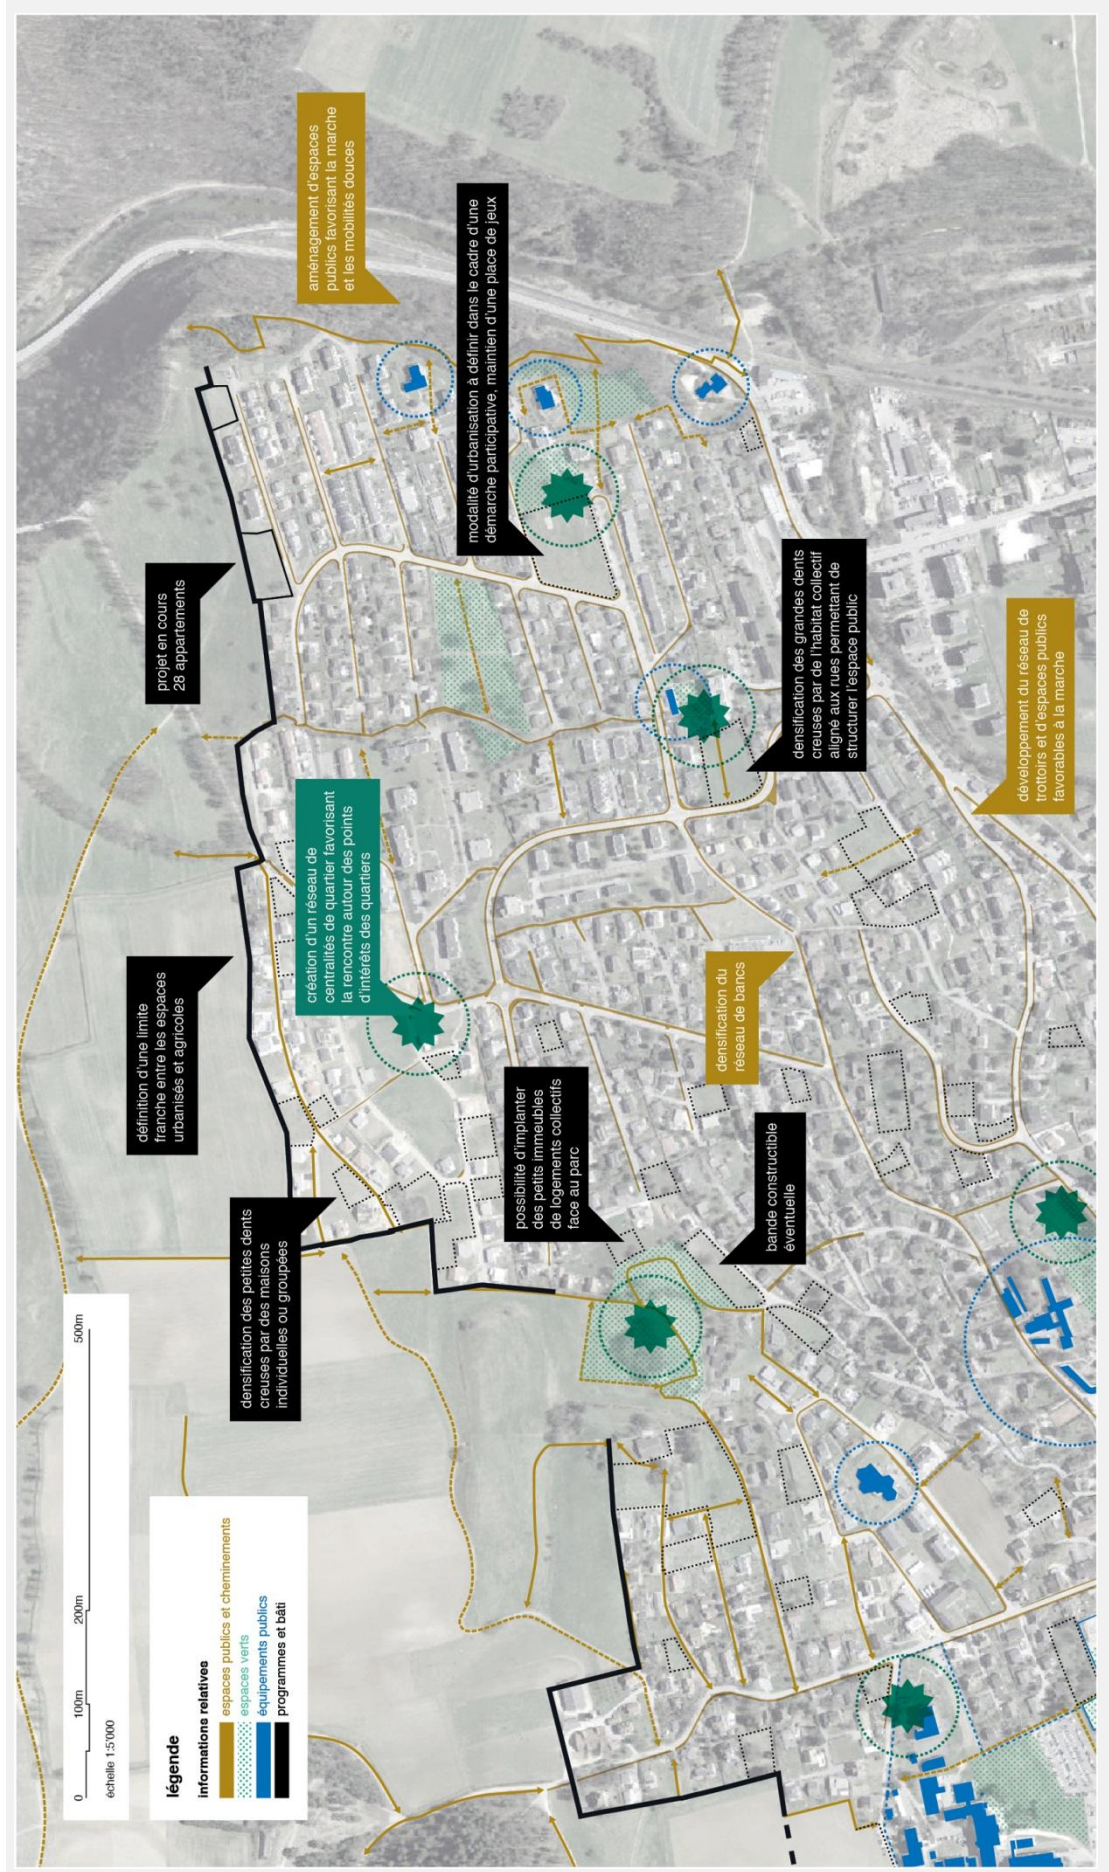 0
100m
200m
500m
échelle 1:5'000
légende
informations relatives
espaces publics et cheminements
espaces verts
équipements publics
programmes et bâti
densification des petites dents
creuses par des maisons
individuelles ou groupées
définition d'une limite
franche entre les espaces
urbanisés et agricoles
projet en cours
28 appartements
aménagement d'espaces
publics favorisant la marche
et les mobilités douces
création d'un réseau de
centralités de quartier favorisant
la rencontre autour des points
d'intérêts des quartiers
modalité d'urbanisation à définir dans le cadre d'une
démarche participative, maintien d'une place de jeux
possibilité d'implanter
des petits immeubles
de logements collectifs
face au parc
densification du
réseau de bancs
bande constructible
éventuelle
densification des grandes dents
creuses par de l'habitat collectif
aligné aux rues permettant de
structurer l'espace public
développement du réseau de
trottoirs et d'espaces publics
favorables à la marche